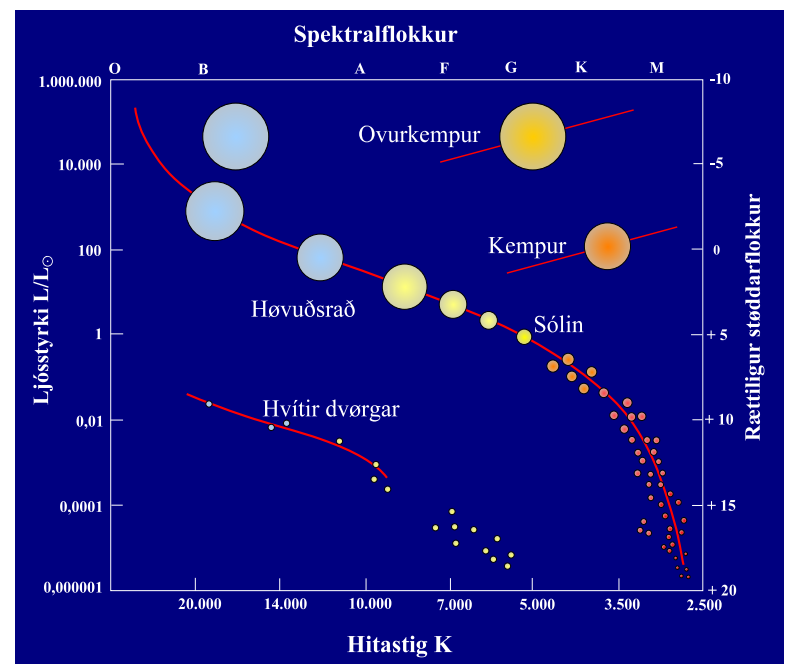 Spektralflokkur
O B A F G K M
1.000.000
10.000
100
1
0,01
0,0001
0,000001
Ljósstyrki L/L☉
-10
-5
0
+5
+10
+15
+20
Rættiligur støddarflokkur
Ovurkempur
Kempur
Høvuðsrað
Sólin
Hvítir dvørgar
20.000 14.000 10.000 7.000 5.000 3.500 2.500
Hitastig K